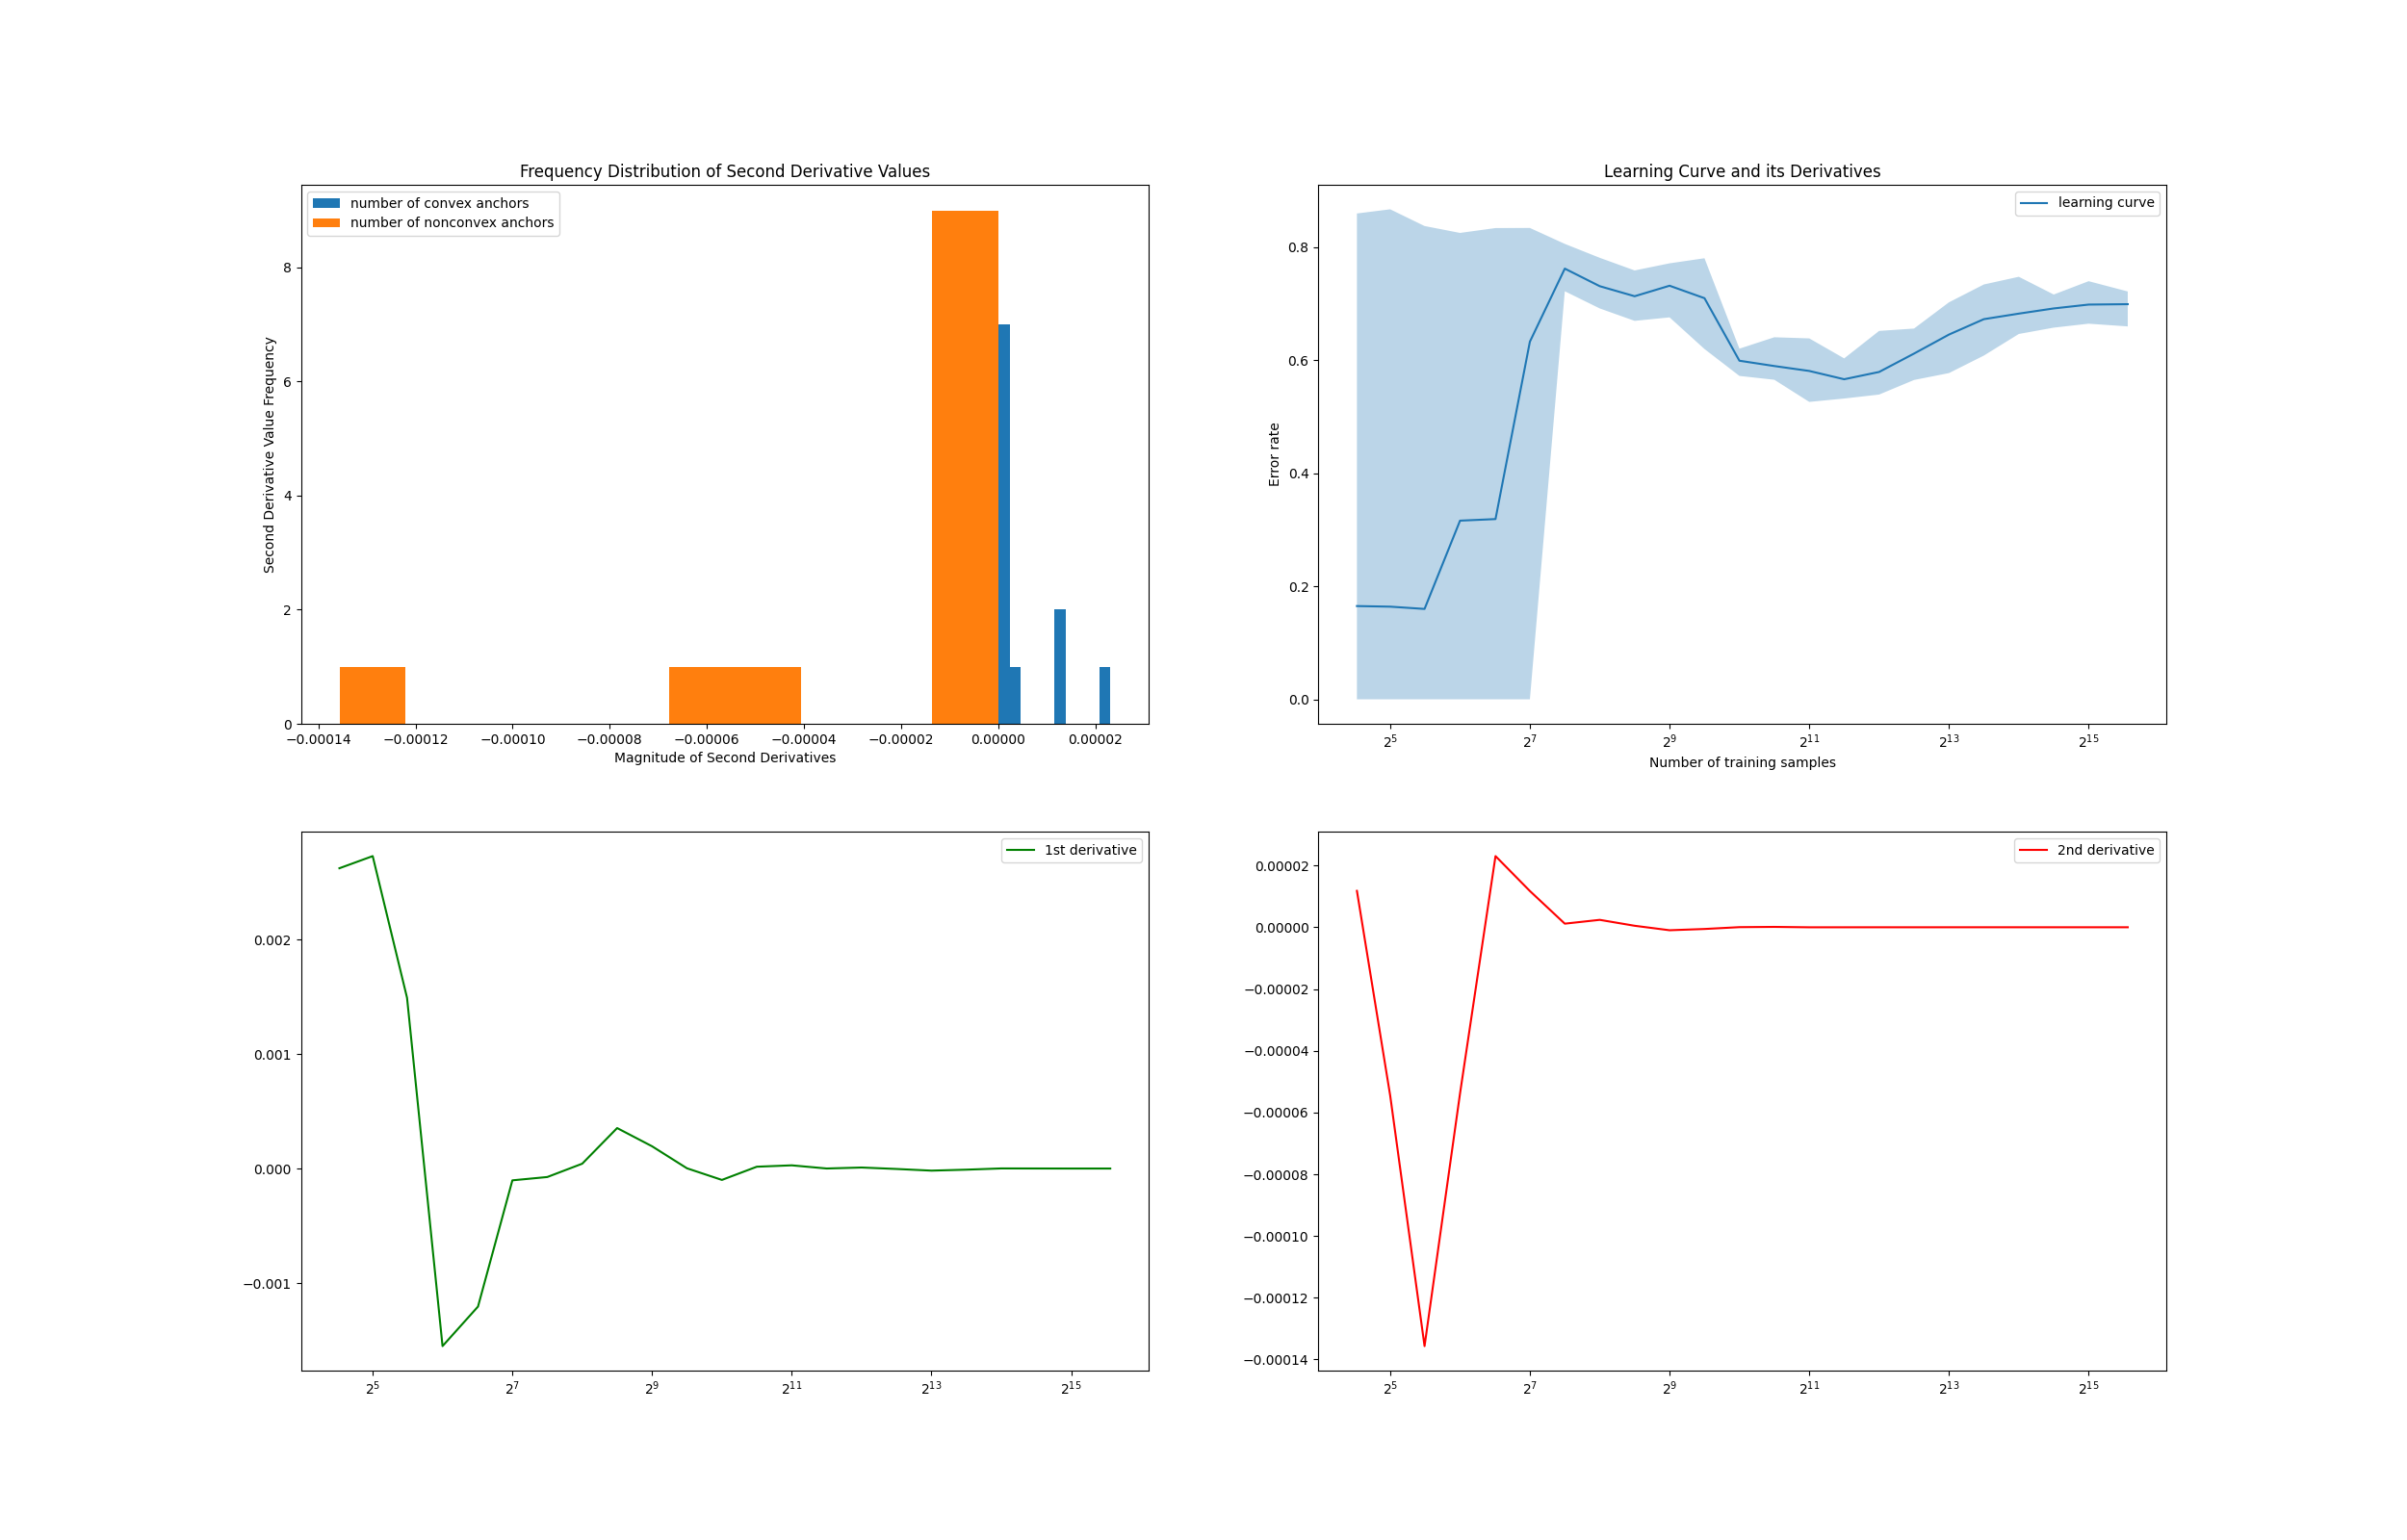 Frequency Distribution of Second Derivative Values
number of convex anchors
number of nonconvex anchors
Second Derivative Value Frequency
8
6
4
2
0
−0.00014 −0.00012 −0.00010 −0.00008 −0.00006 −0.00004 −0.00002 0.00000 0.00002
Magnitude of Second Derivatives
Learning Curve and its Derivatives
learning curve
Error rate
0.8
0.6
0.4
0.2
0.0
2^5 2^7 2^9 2^11 2^13 2^15
Number of training samples
1st derivative
0.002
0.001
0.000
−0.001
2^5 2^7 2^9 2^11 2^13 2^15
2nd derivative
0.00002
0.00000
−0.00002
−0.00004
−0.00006
−0.00008
−0.00010
−0.00012
−0.00014
2^5 2^7 2^9 2^11 2^13 2^15